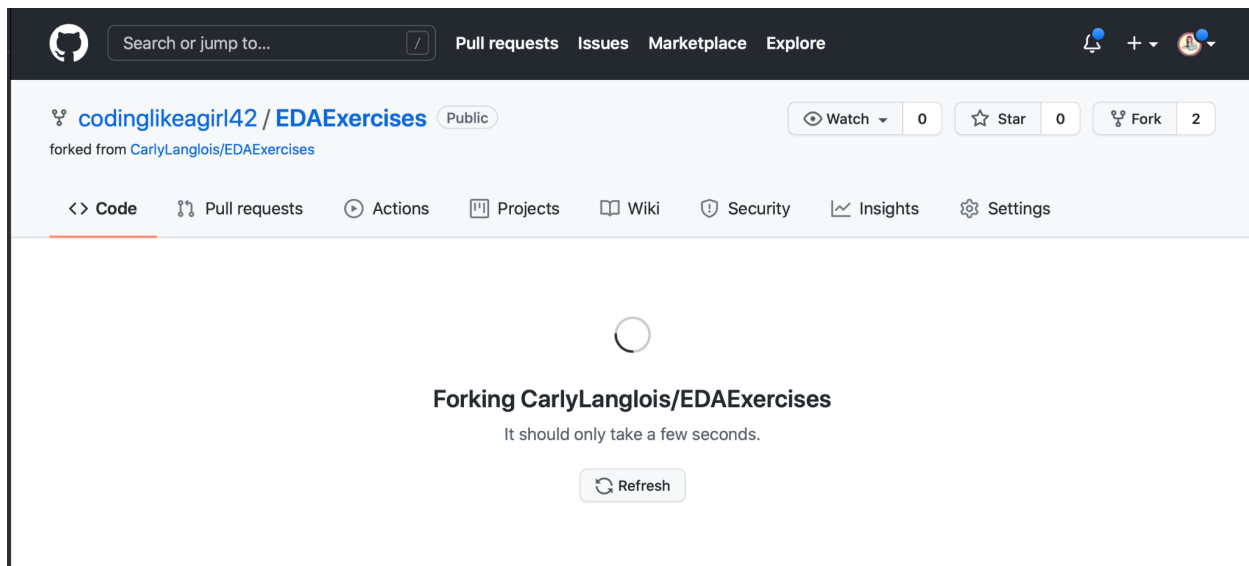 Search or jump to... / Pull requests Issues Marketplace Explore
codinglikeagirl42 / EDAExercises Public Watch 0 Star 0 Fork 2
forked from CarlyLanglois/EDAExercises
<> Code Pull requests Actions Projects Wiki Security Insights Settings
Forking CarlyLanglois/EDAExercises
It should only take a few seconds.
Refresh